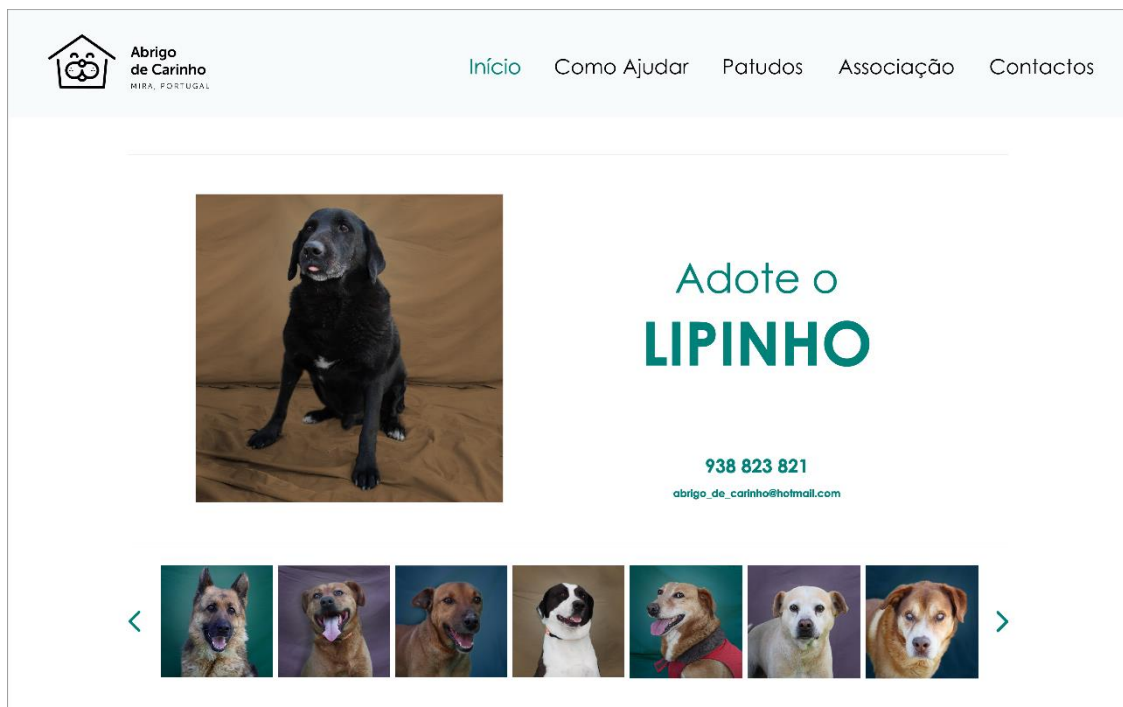 Abrigo
de Carinho
MIRA, PORTUGAL
Início Como Ajudar Patudos Associação Contactos
Adote o
LIPINHO
938 823 821
abrigo_de_carinho@hotmail.com